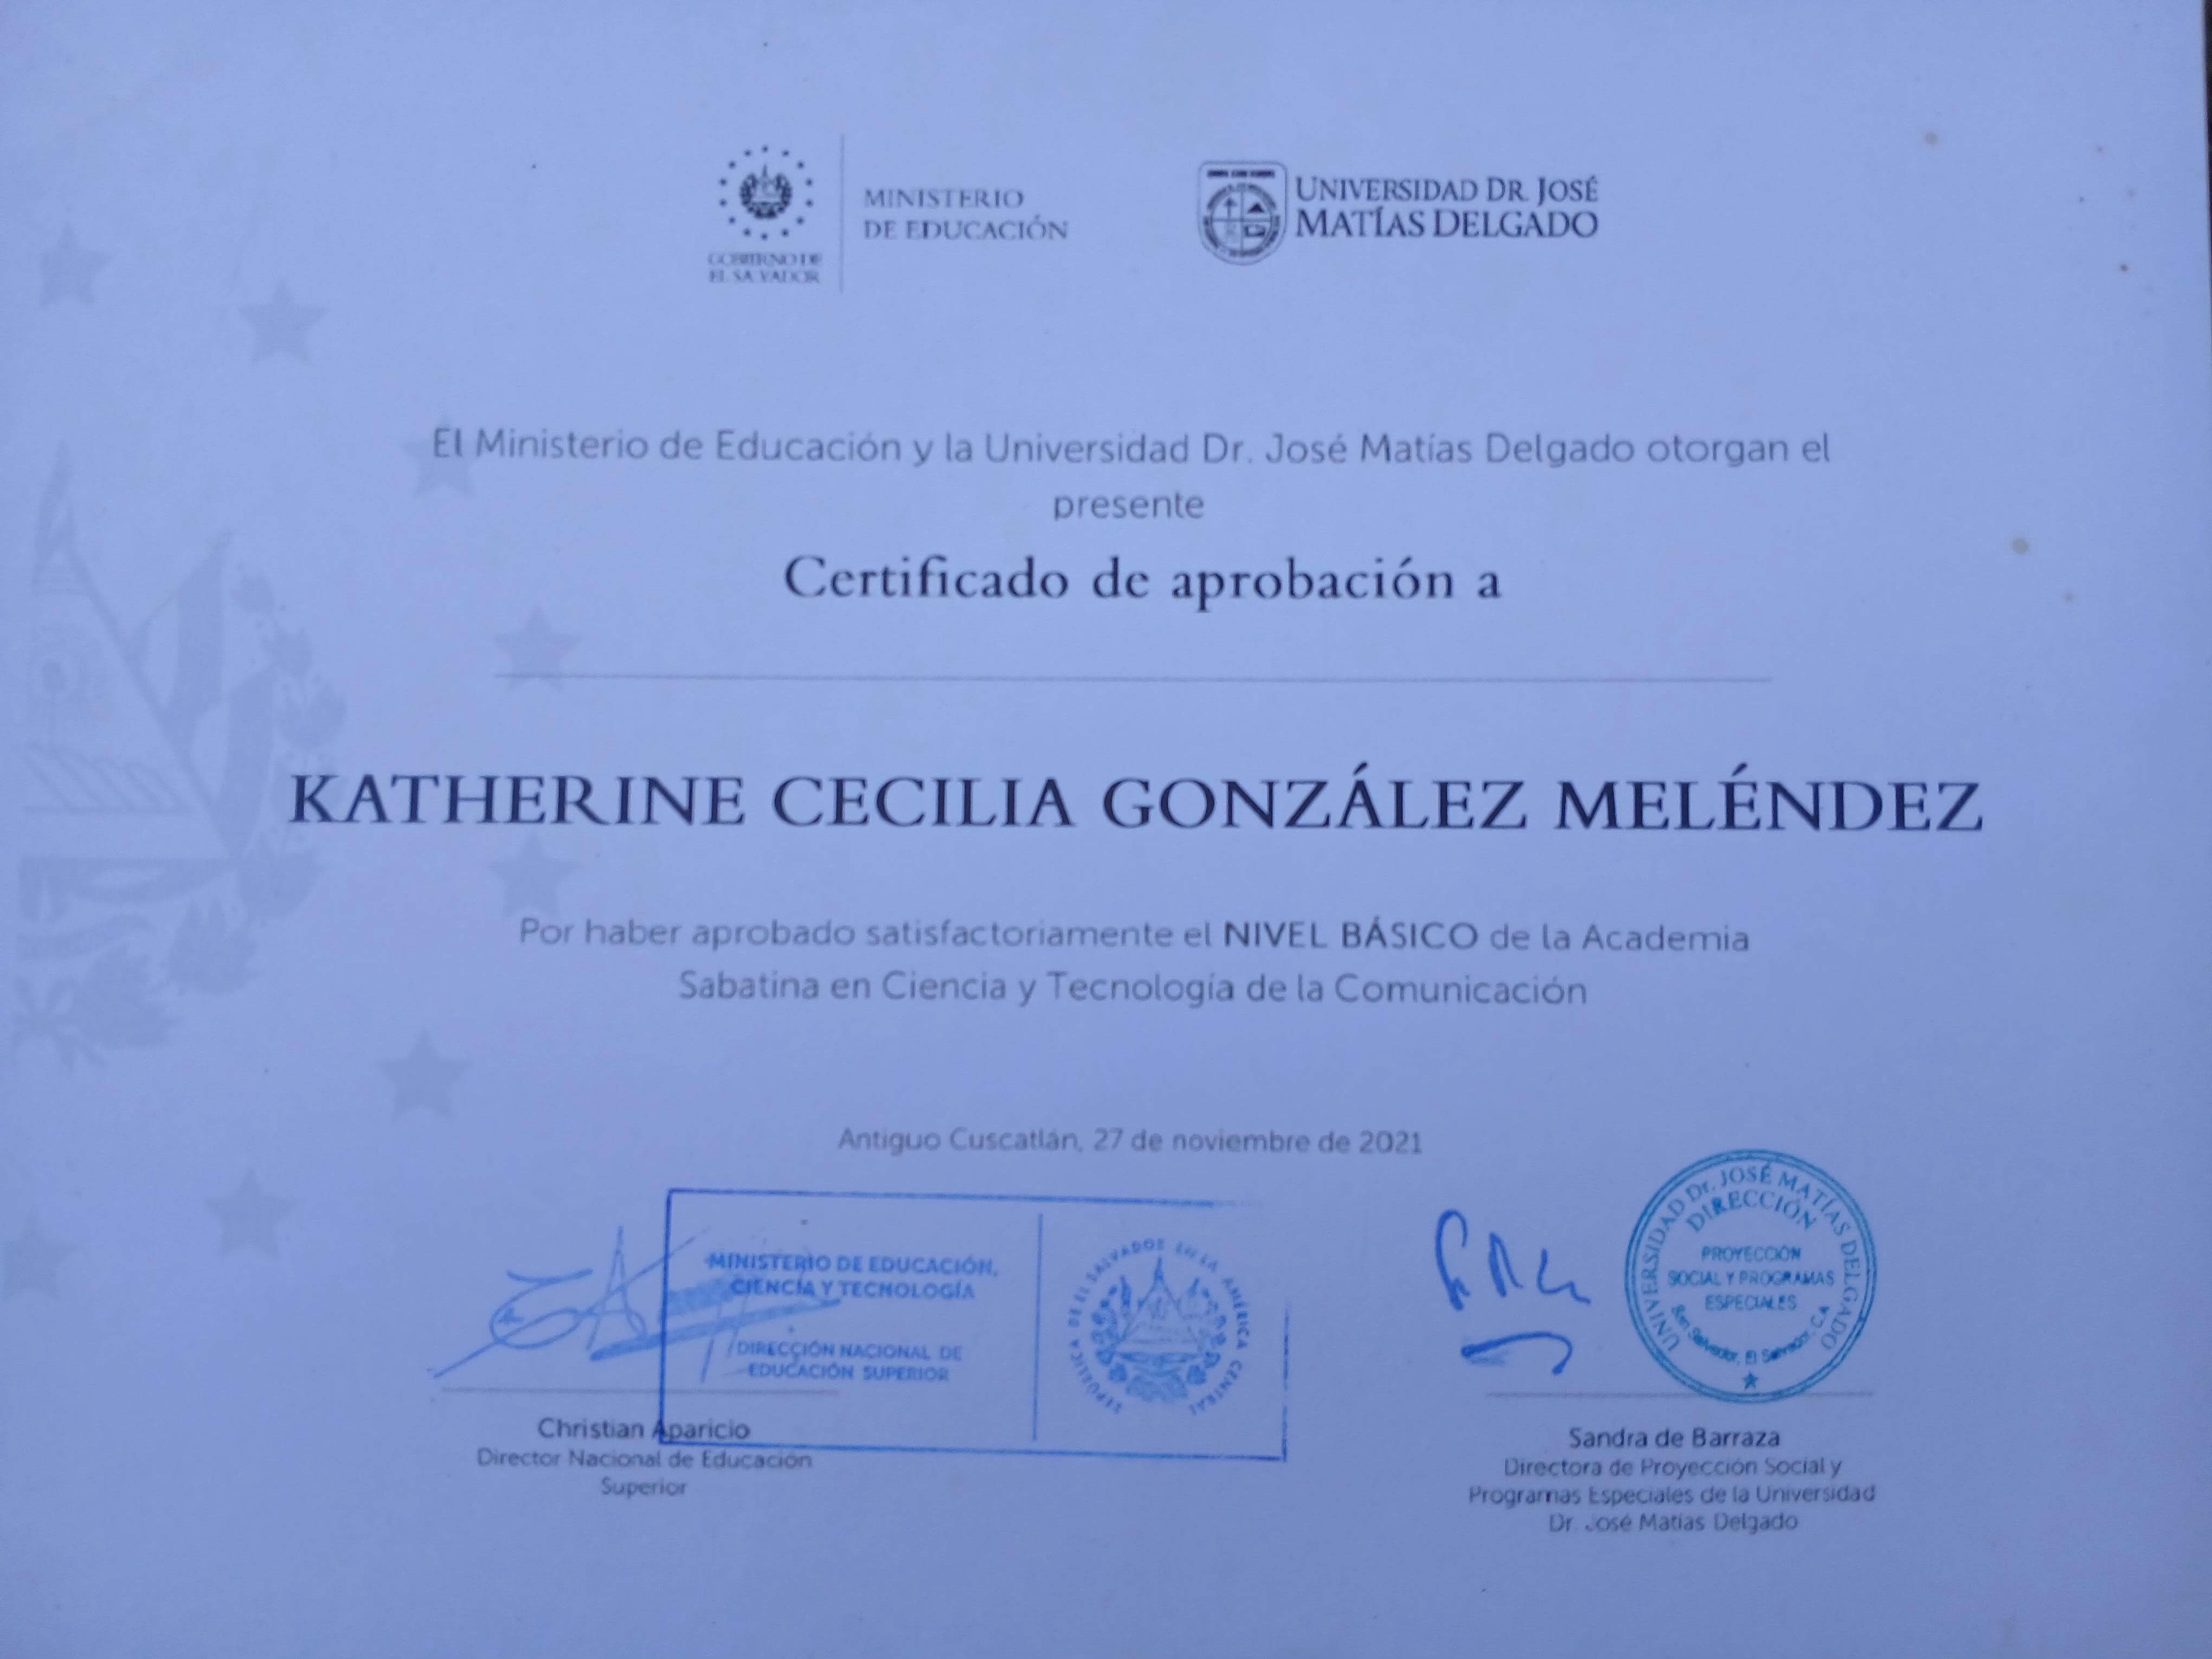 GOBIERNO DE
EL SALVADOR
MINISTERIO
DE EDUCACIÓN
UNIVERSIDAD DR. JOSÉ
MATÍAS DELGADO
El Ministerio de Educación y la Universidad Dr. José Matías Delgado otorgan el
presente
Certificado de aprobación a
KATHERINE CECILIA GONZÁLEZ MELÉNDEZ
Por haber aprobado satisfactoriamente el NIVEL BÁSICO de la Academia
Sabatina en Ciencia y Tecnología de la Comunicación
Antiguo Cuscatlán, 27 de noviembre de 2021
MINISTERIO DE EDUCACIÓN,
CIENCIA Y TECNOLOGÍA
DIRECCIÓN NACIONAL DE
EDUCACIÓN SUPERIOR
REPÚBLICA DE EL SALVADOR EN LA AMÉRICA CENTRAL
UNIVERSIDAD Dr. JOSÉ MATÍAS DELGADO
DIRECCIÓN
PROYECCIÓN
SOCIAL Y PROGRAMAS
ESPECIALES
San Salvador, El Salvador, C.A.
Christian Aparicio
Director Nacional de Educación
Superior
Sandra de Barraza
Directora de Proyección Social y
Programas Especiales de la Universidad
Dr. José Matías Delgado